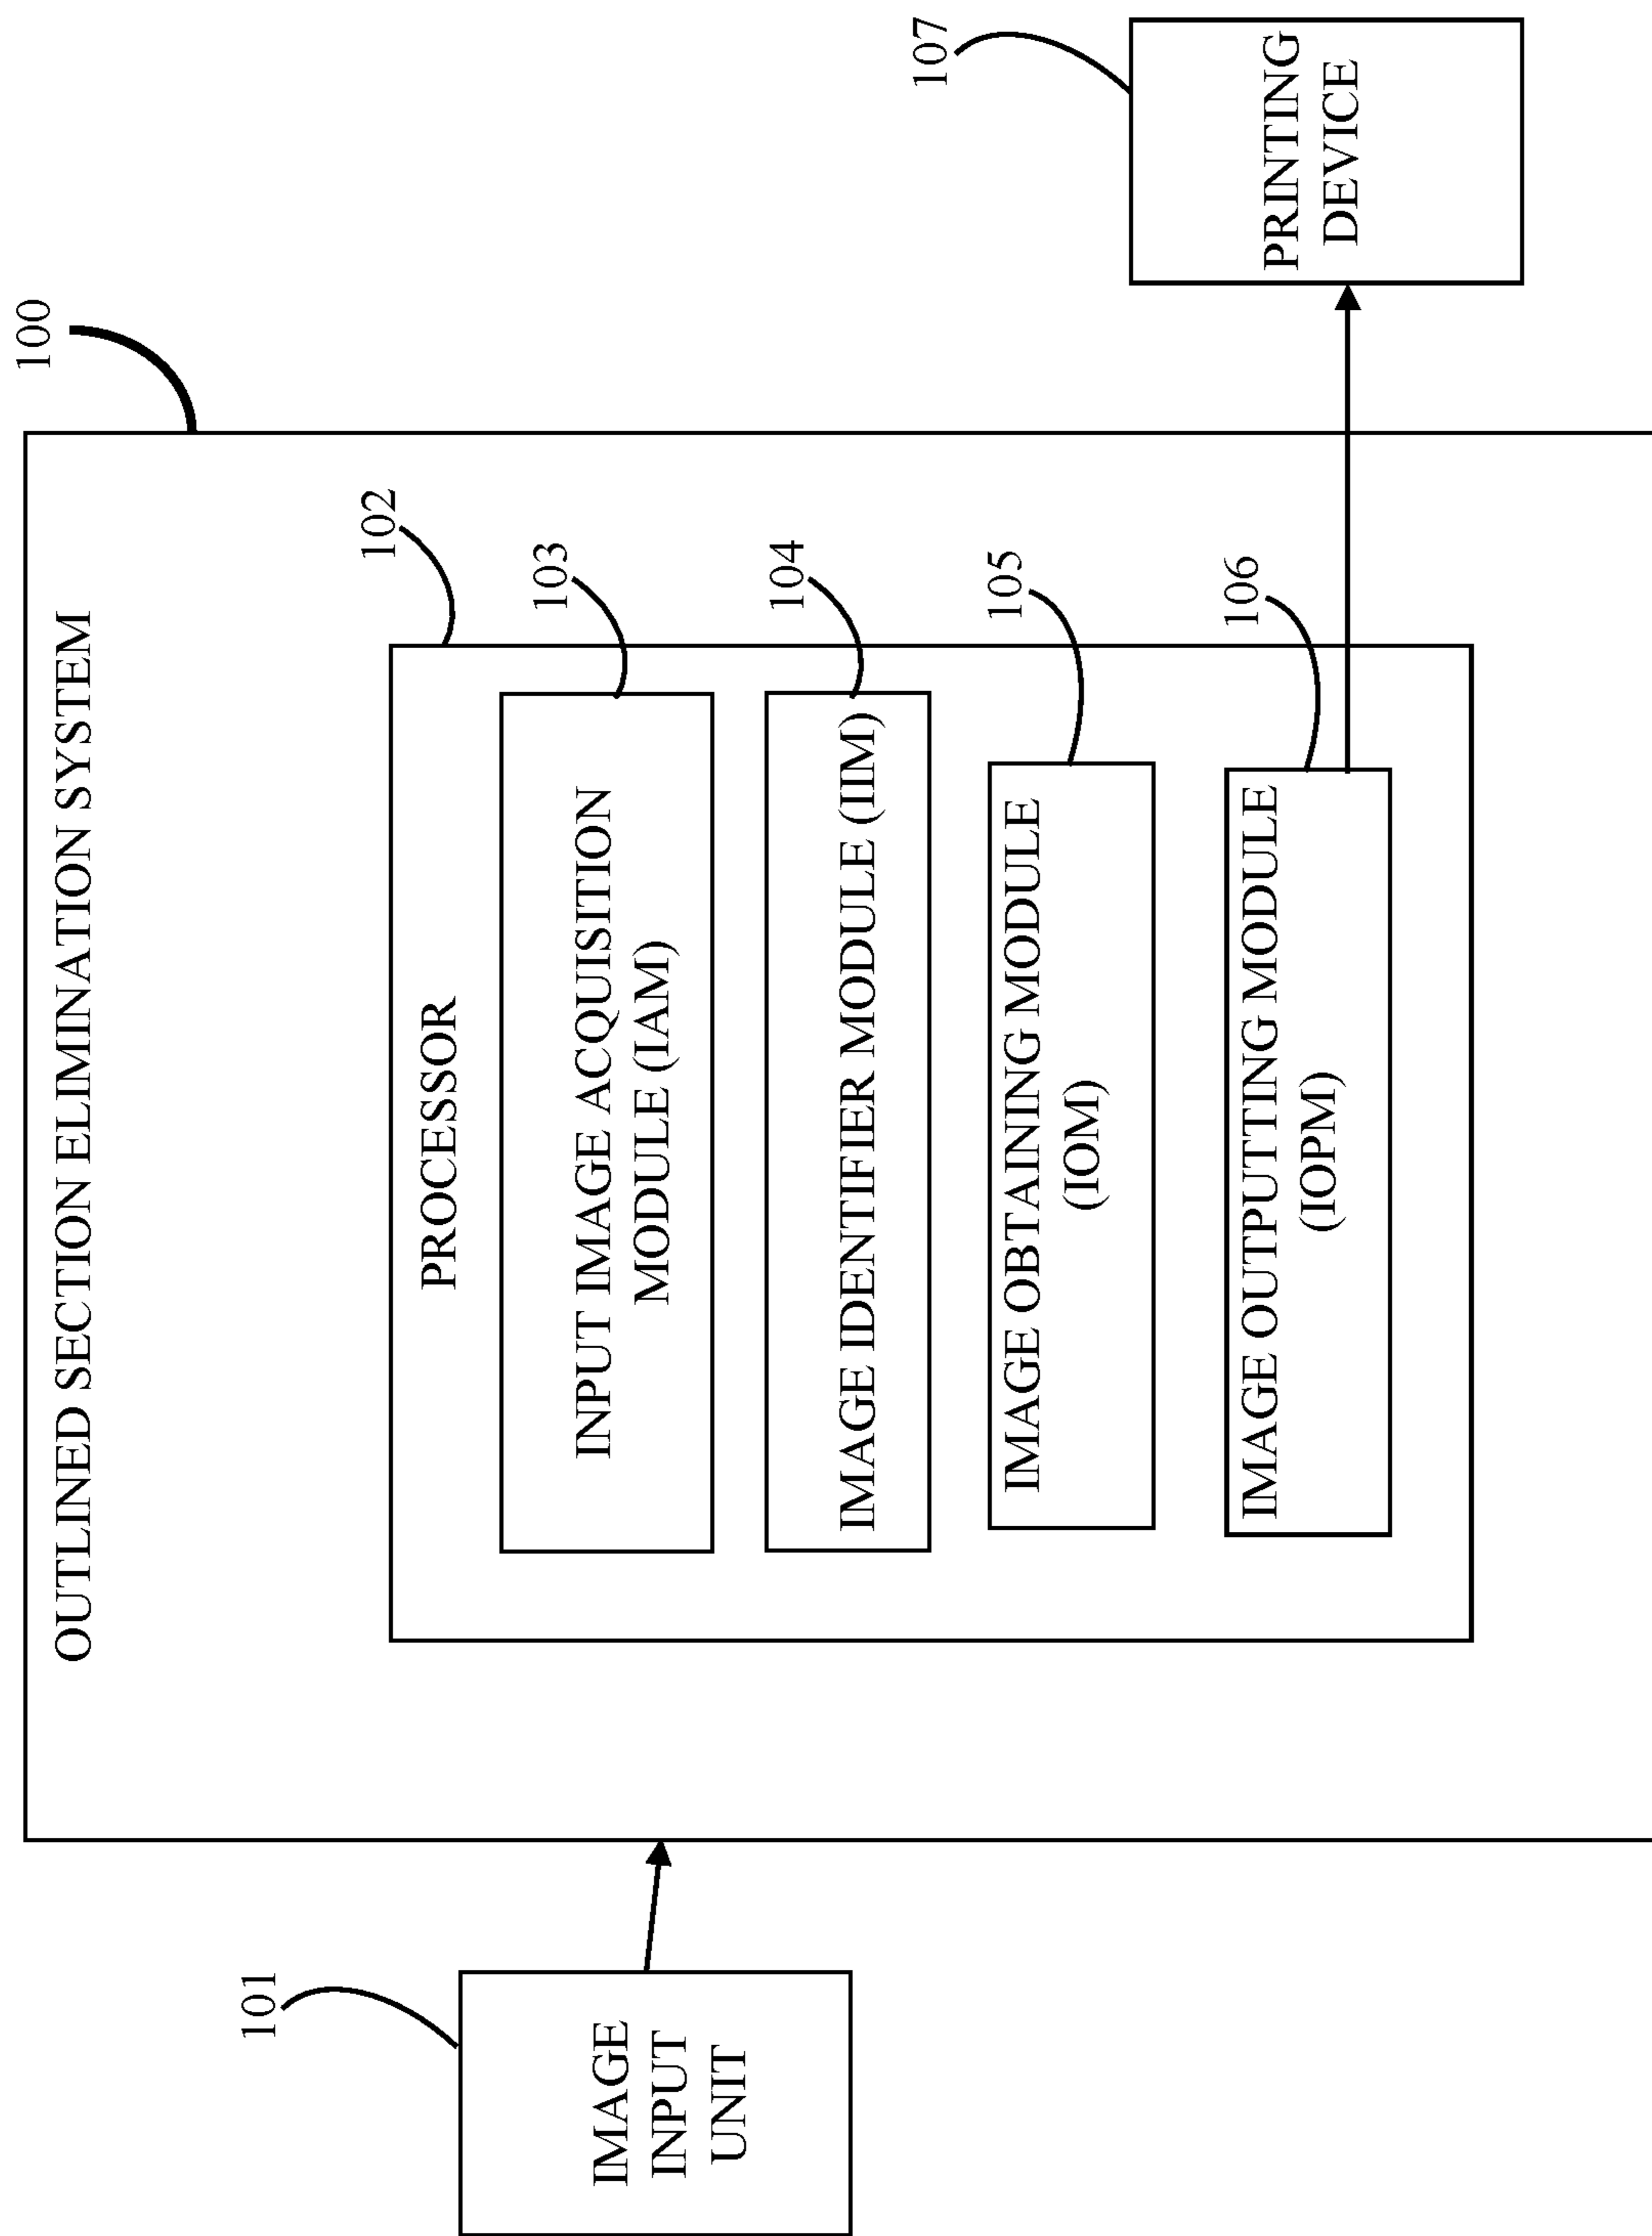 100
OUTLINED SECTION ELIMINATION SYSTEM
102
PROCESSOR
103
INPUT IMAGE ACQUISITION
MODULE (IAM)
104
IMAGE IDENTIFIER MODULE (IIM)
105
IMAGE OBTAINING MODULE
(IOM)
106
IMAGE OUTPUTTING MODULE
(IOPM)
101
IMAGE
INPUT
UNIT
107
PRINTING
DEVICE